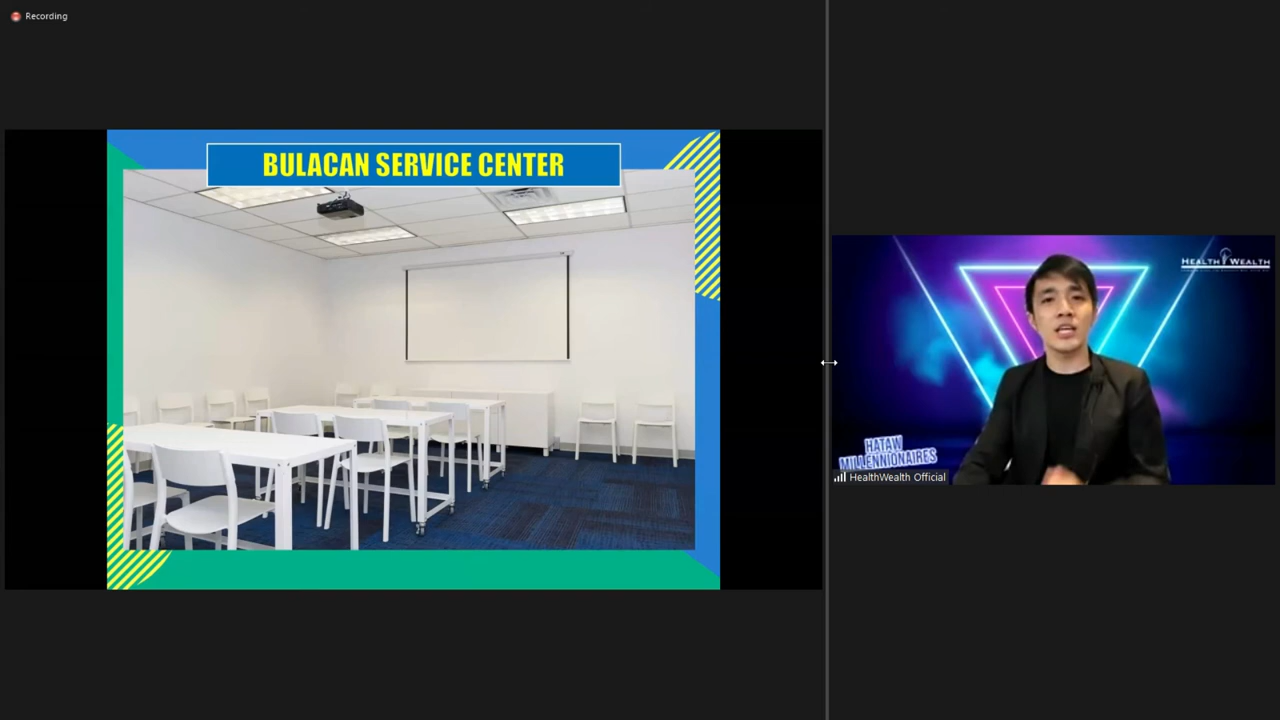 Recording
BULACAN SERVICE CENTER
HEALTH WEALTH
HATAW
MILLENNIONAIRES
HealthWealth Official